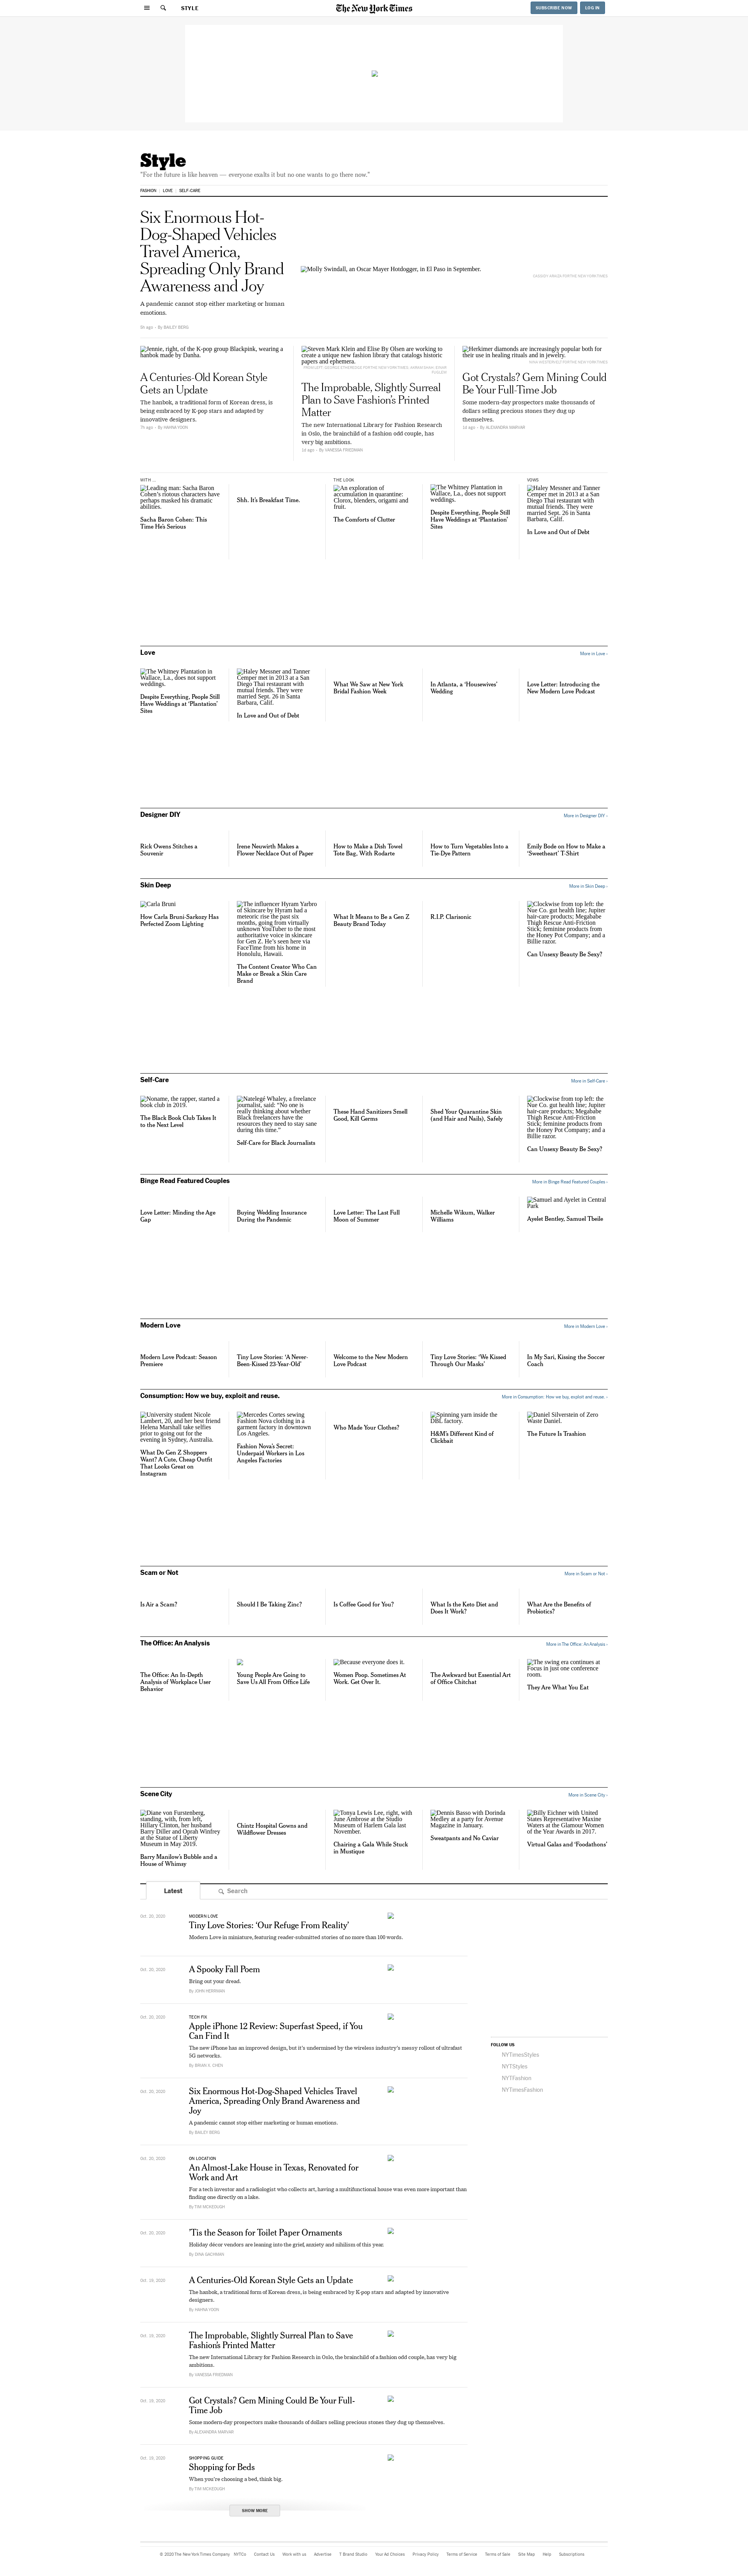 STYLE
The New York Times
SUBSCRIBE NOW
LOG IN
Style
"For the future is like heaven — everyone exalts it but no one wants to go there now."
FASHION
LOVE
SELF-CARE
Six Enormous Hot-
Dog-Shaped Vehicles
Travel America,
Spreading Only Brand
Awareness and Joy
A pandemic cannot stop either marketing or human
emotions.
3h ago - By BAILEY BERG
Molly Swindall, an Oscar Mayer Hotdogger, in El Paso in September.
Jennie, right, of the K-pop group Blackpink, wearing a
hanbok made by Danha.
A Centuries-Old Korean Style
Gets an Update
The hanbok, a traditional form of Korean dress, is
being embraced by K-pop stars and adapted by
innovative designers.
7h ago - By HAHNA YOON
Steven Mark Klein and Elise By Olsen are working to
create a unique new fashion library that catalogs historic
papers and ephemera.
The Improbable, Slightly Surreal
Plan to Save Fashion's Printed
Matter
The new International Library for Fashion Research
in Oslo, the brainchild of a fashion odd couple, has
very big ambitions.
1d ago - By VANESSA FRIEDMAN
Herkimer diamonds are increasingly popular both for
their use in healing rituals and in jewelry.
Got Crystals? Gem Mining Could
Be Your Full-Time Job
Some modern-day prospectors make thousands of
dollars selling precious stones they dug up
themselves.
1d ago - By ALEXANDRA MARVAR
WITH ...
Leading man: Sacha Baron
Cohen's riotous characters have
perhaps masked his dramatic
abilities.
Sacha Baron Cohen: This
Time He's Serious
Shh. It's Breakfast Time.
THE LOOK
An exploration of
accumulation in quarantine:
Clorox, blenders, origami and
fruit.
The Comforts of Clutter
The Whitney Plantation in
Wallace, La., does not support
weddings.
Despite Everything, People Still
Have Weddings at 'Plantation'
Sites
VOWS
Haley Messner and Tanner
Cemper met in 2013 at a San
Diego Thai restaurant with
mutual friends. They were
married Sept. 26 in Santa
Barbara, Calif.
In Love and Out of Debt
Love
More in Love ›
The Whitney Plantation in
Wallace, La., does not support
weddings.
Despite Everything, People Still
Have Weddings at 'Plantation'
Sites
Haley Messner and Tanner
Cemper met in 2013 at a San
Diego Thai restaurant with
mutual friends. They were
married Sept. 26 in Santa
Barbara, Calif.
In Love and Out of Debt
What We Saw at New York
Bridal Fashion Week
In Atlanta, a 'Housewives'
Wedding
Love Letter: Introducing the
New Modern Love Podcast
Designer DIY
More in Designer DIY ›
Rick Owens Stitches a
Souvenir
Irene Neuwirth Makes a
Flower Necklace Out of Paper
How to Make a Dish Towel
Tote Bag, With Rodarte
How to Turn Vegetables Into a
Tie-Dye Pattern
Emily Bode on How to Make a
'Sweetheart' T-Shirt
Skin Deep
More in Skin Deep ›
Carla Bruni
How Carla Bruni-Sarkozy Has
Perfected Zoom Lighting
The influencer Hyram Yarbro
of Skincare by Hyram had a
meteoric rise the past six
months, going from virtually
unknown YouTuber to the most
authoritative voice in skincare
for Gen Z. He's seen here via
FaceTime from his home in
Honolulu, Hawaii.
The Content Creator Who Can
Make or Break a Skin Care
Brand
What It Means to Be a Gen Z
Beauty Brand Today
R.I.P. Clarisonic
Clockwise from top left: the
Nue Co. gut health line; Jupiter
hair-care products; Megababe
Thigh Rescue Anti-Friction
Stick; feminine products from
the Honey Pot Company; and a
Billie razor.
Can Unsexy Beauty Be Sexy?
Self-Care
More in Self-Care ›
Noname, the rapper, started a
book club in 2019.
The Black Book Club Takes It
to the Next Level
Natelegé Whaley, a freelance
journalist, said: "No one is
really thinking about whether
Black freelancers have the
resources they need to stay sane
during this time."
Self-Care for Black Journalists
These Hand Sanitizers Smell
Good, Kill Germs
Shed Your Quarantine Skin
(and Hair and Nails), Safely
Clockwise from top left: the
Nue Co. gut health line; Jupiter
hair-care products; Megababe
Thigh Rescue Anti-Friction
Stick; feminine products from
the Honey Pot Company; and a
Billie razor.
Can Unsexy Beauty Be Sexy?
Binge Read Featured Couples
More in Binge Read Featured Couples ›
Love Letter: Minding the Age
Gap
Buying Wedding Insurance
During the Pandemic
Love Letter: The Last Full
Moon of Summer
Michelle Wikum, Walker
Williams
Samuel and Ayelet in Central
Park
Ayelet Bentley, Samuel Tbeile
Modern Love
More in Modern Love ›
Modern Love Podcast: Season
Premiere
Tiny Love Stories: 'A Never-
Been-Kissed 23-Year-Old'
Welcome to the New Modern
Love Podcast
Tiny Love Stories: 'We Kissed
Through Our Masks'
In My Sari, Kissing the Soccer
Coach
Consumption: How we buy, exploit and reuse.
More in Consumption: How we buy, exploit and reuse. ›
University student Nicole
Lambert, 20, and her best friend
Helena Marshall take selfies
prior to going out for the
evening in Sydney, Australia.
What Do Gen Z Shoppers
Want? A Cute, Cheap Outfit
That Looks Great on
Instagram
Mercedes Cortes sewing
Fashion Nova clothing in a
garment factory in downtown
Los Angeles.
Fashion Nova's Secret:
Underpaid Workers in Los
Angeles Factories
Who Made Your Clothes?
Spinning yarn inside the
DBL factory.
H&M's Different Kind of
Clickbait
Daniel Silverstein of Zero
Waste Daniel.
The Future Is Trashion
Scam or Not
More in Scam or Not ›
Is Air a Scam?
Should I Be Taking Zinc?
Is Coffee Good for You?
What Is the Keto Diet and
Does It Work?
What Are the Benefits of
Probiotics?
The Office: An Analysis
More in The Office: An Analysis ›
The Office: An In-Depth
Analysis of Workplace User
Behavior
Young People Are Going to
Save Us All From Office Life
Because everyone does it.
Women Poop. Sometimes At
Work. Get Over It.
The Awkward but Essential Art
of Office Chitchat
The swing era continues at
Focus in just one conference
room.
They Are What You Eat
Scene City
More in Scene City ›
Diane von Furstenberg,
standing, with, from left,
Hillary Clinton, her husband
Barry Diller and Oprah Winfrey
at the Statue of Liberty
Museum in May 2019.
Barry Manilow's Bubble and a
House of Whimsy
Chintz Hospital Gowns and
Wildflower Dresses
Tonya Lewis Lee, right, with
June Ambrose at the Studio
Museum of Harlem Gala last
November.
Chairing a Gala While Stuck
in Mustique
Dennis Basso with Dorinda
Medley at a party for Avenue
Magazine in January.
Sweatpants and No Caviar
Billy Eichner with United
States Representative Maxine
Waters at the Glamour Women
of the Year Awards in 2017.
Virtual Galas and 'Foodathons'
Latest
Search
Oct. 20, 2020
MODERN LOVE
Tiny Love Stories: 'Our Refuge From Reality'
Modern Love in miniature, featuring reader-submitted stories of no more than 100 words.
Oct. 20, 2020
A Spooky Fall Poem
Bring out your dread.
By JOHN KENNEY
Oct. 20, 2020
TECH FIX
Apple iPhone 12 Review: Superfast Speed, if You
Can Find It
The new iPhone has an improved design, but it's undermined by the wireless industry's messy rollout of ultrafast
5G networks.
By BRIAN X. CHEN
Oct. 20, 2020
Six Enormous Hot-Dog-Shaped Vehicles Travel
America, Spreading Only Brand Awareness and
Joy
A pandemic cannot stop either marketing or human emotions.
By BAILEY BERG
Oct. 20, 2020
ON LOCATION
An Almost-Lake House in Texas, Renovated for
Work and Art
For a tech investor and a radiologist who collects art, having a multifunctional house was even more important than
finding one directly on a lake.
By TIM MCKEOUGH
Oct. 20, 2020
'Tis the Season for Toilet Paper Ornaments
Holiday décor vendors are leaning into the grief, anxiety and nihilism of this year.
By DINA GACHMAN
Oct. 19, 2020
A Centuries-Old Korean Style Gets an Update
The hanbok, a traditional form of Korean dress, is being embraced by K-pop stars and adapted by innovative
designers.
By HAHNA YOON
Oct. 19, 2020
The Improbable, Slightly Surreal Plan to Save
Fashion's Printed Matter
The new International Library for Fashion Research in Oslo, the brainchild of a fashion odd couple, has very big
ambitions.
By VANESSA FRIEDMAN
Oct. 19, 2020
Got Crystals? Gem Mining Could Be Your Full-
Time Job
Some modern-day prospectors make thousands of dollars selling precious stones they dug up themselves.
By ALEXANDRA MARVAR
Oct. 19, 2020
SHOPPING GUIDE
Shopping for Beds
When you're choosing a bed, think big.
By TIM MCKEOUGH
SHOW MORE
FOLLOW US
NYTimesStyles
NYTStyles
NYTFashion
NYTimesFashion
© 2020 The New York Times Company
NYTCo
Contact Us
Work with us
Advertise
T Brand Studio
Your Ad Choices
Privacy Policy
Terms of Service
Terms of Sale
Site Map
Help
Subscriptions